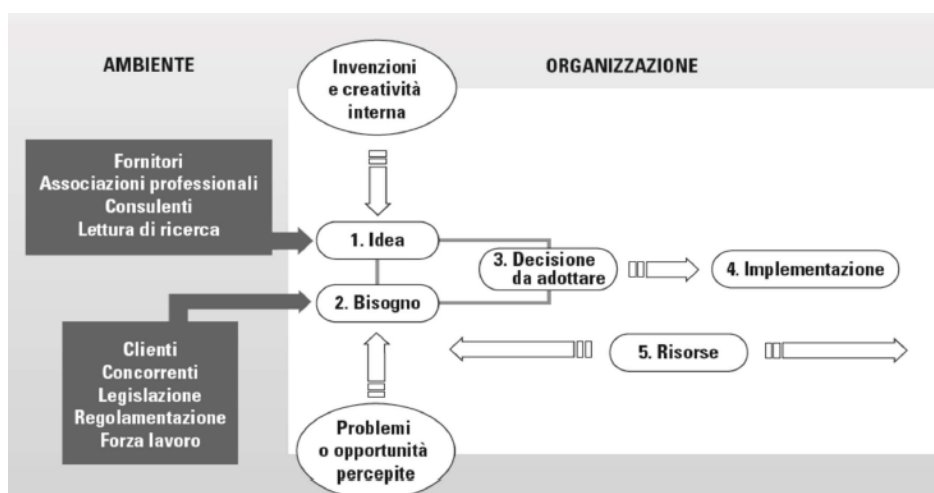 AMBIENTE
Invenzioni
e creatività
interna
ORGANIZZAZIONE
Fornitori
Associazioni professionali
Consulenti
Lettura di ricerca
1. Idea
3. Decisione
da adottare
4. Implementazione
2. Bisogno
Clienti
Concorrenti
Legislazione
Regolamentazione
Forza lavoro
5. Risorse
Problemi
o opportunità
percepite